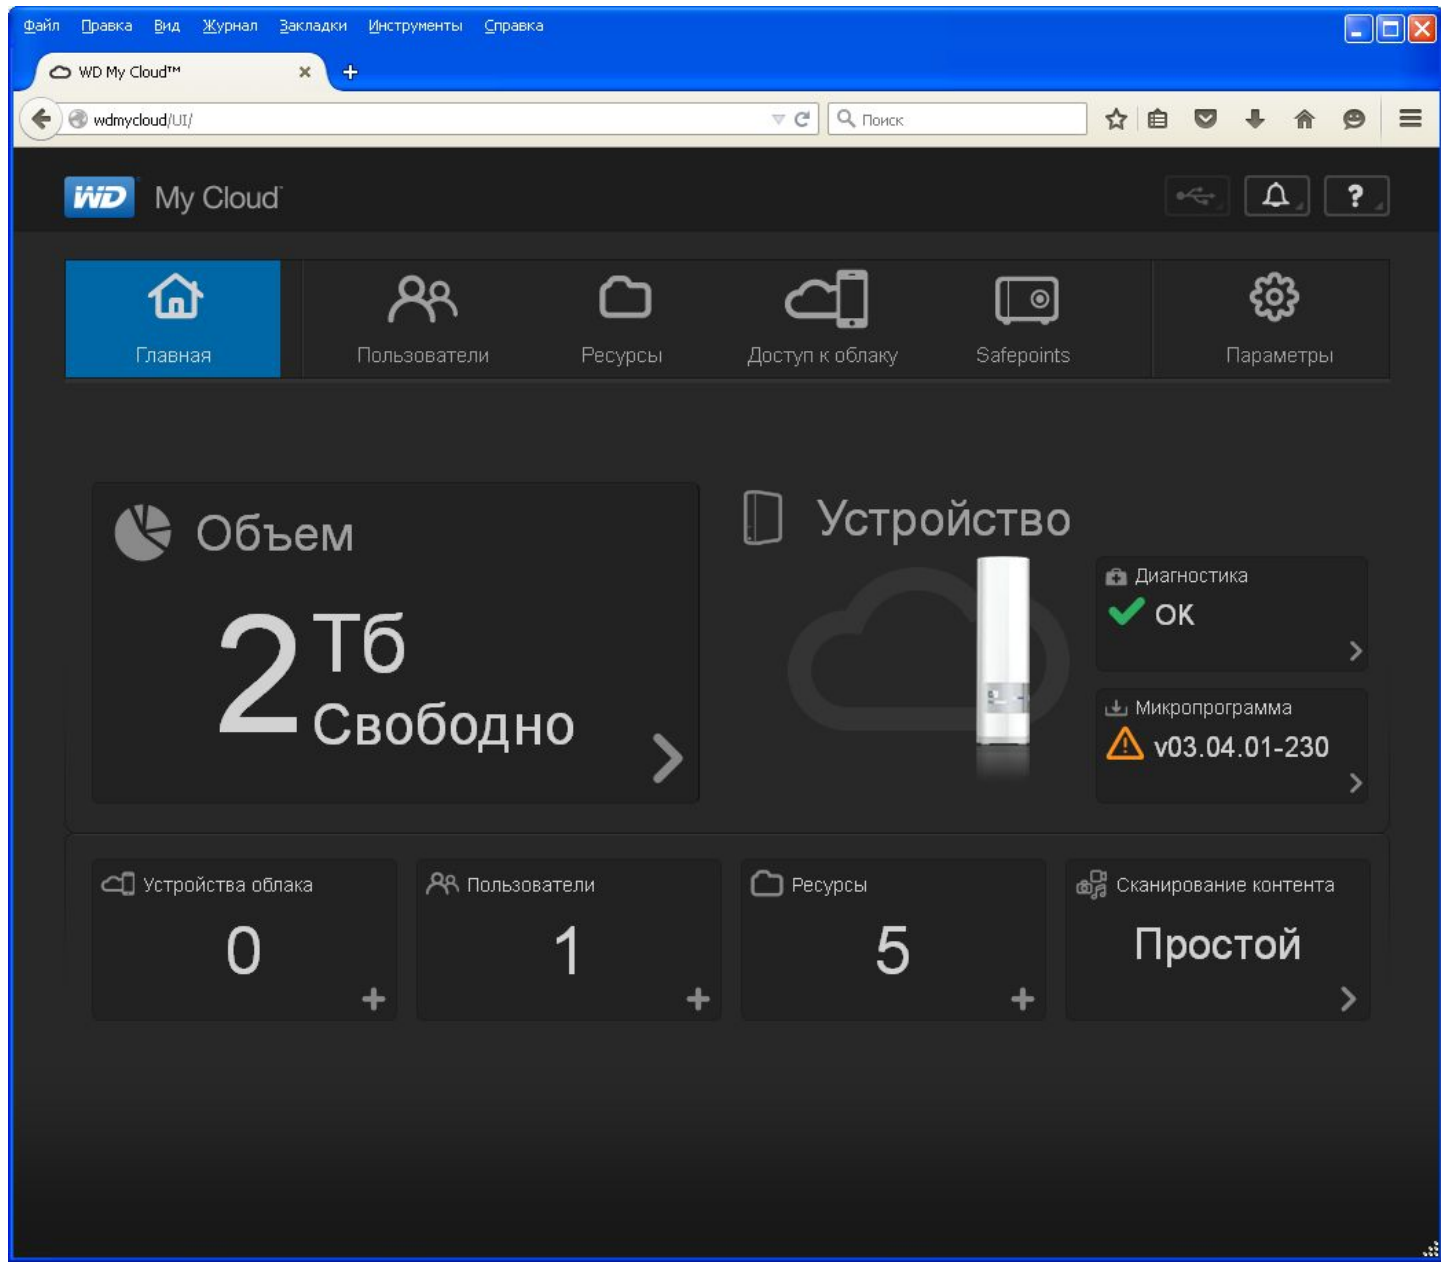 Файл Правка Вид Журнал Закладки Инструменты Справка
WD My Cloud™
wdmycloud/UI/
Поиск
WD My Cloud™
?
Главная
Пользователи
Ресурсы
Доступ к облаку
Safepoints
Параметры
Объем
2 Тб
Свободно
Устройство
Диагностика
OK
Микропрограмма
v03.04.01-230
Устройства облака
0
Пользователи
1
Ресурсы
5
Сканирование контента
Простой